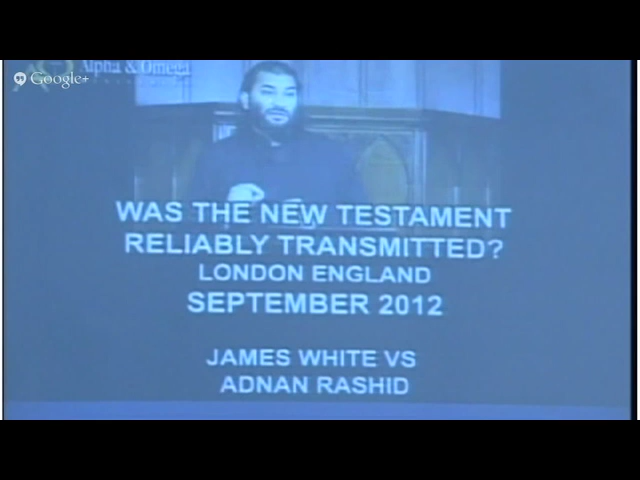 Google+
Alpha & Omega
WAS THE NEW TESTAMENT
RELIABLY TRANSMITTED?
LONDON ENGLAND
SEPTEMBER 2012
JAMES WHITE VS
ADNAN RASHID